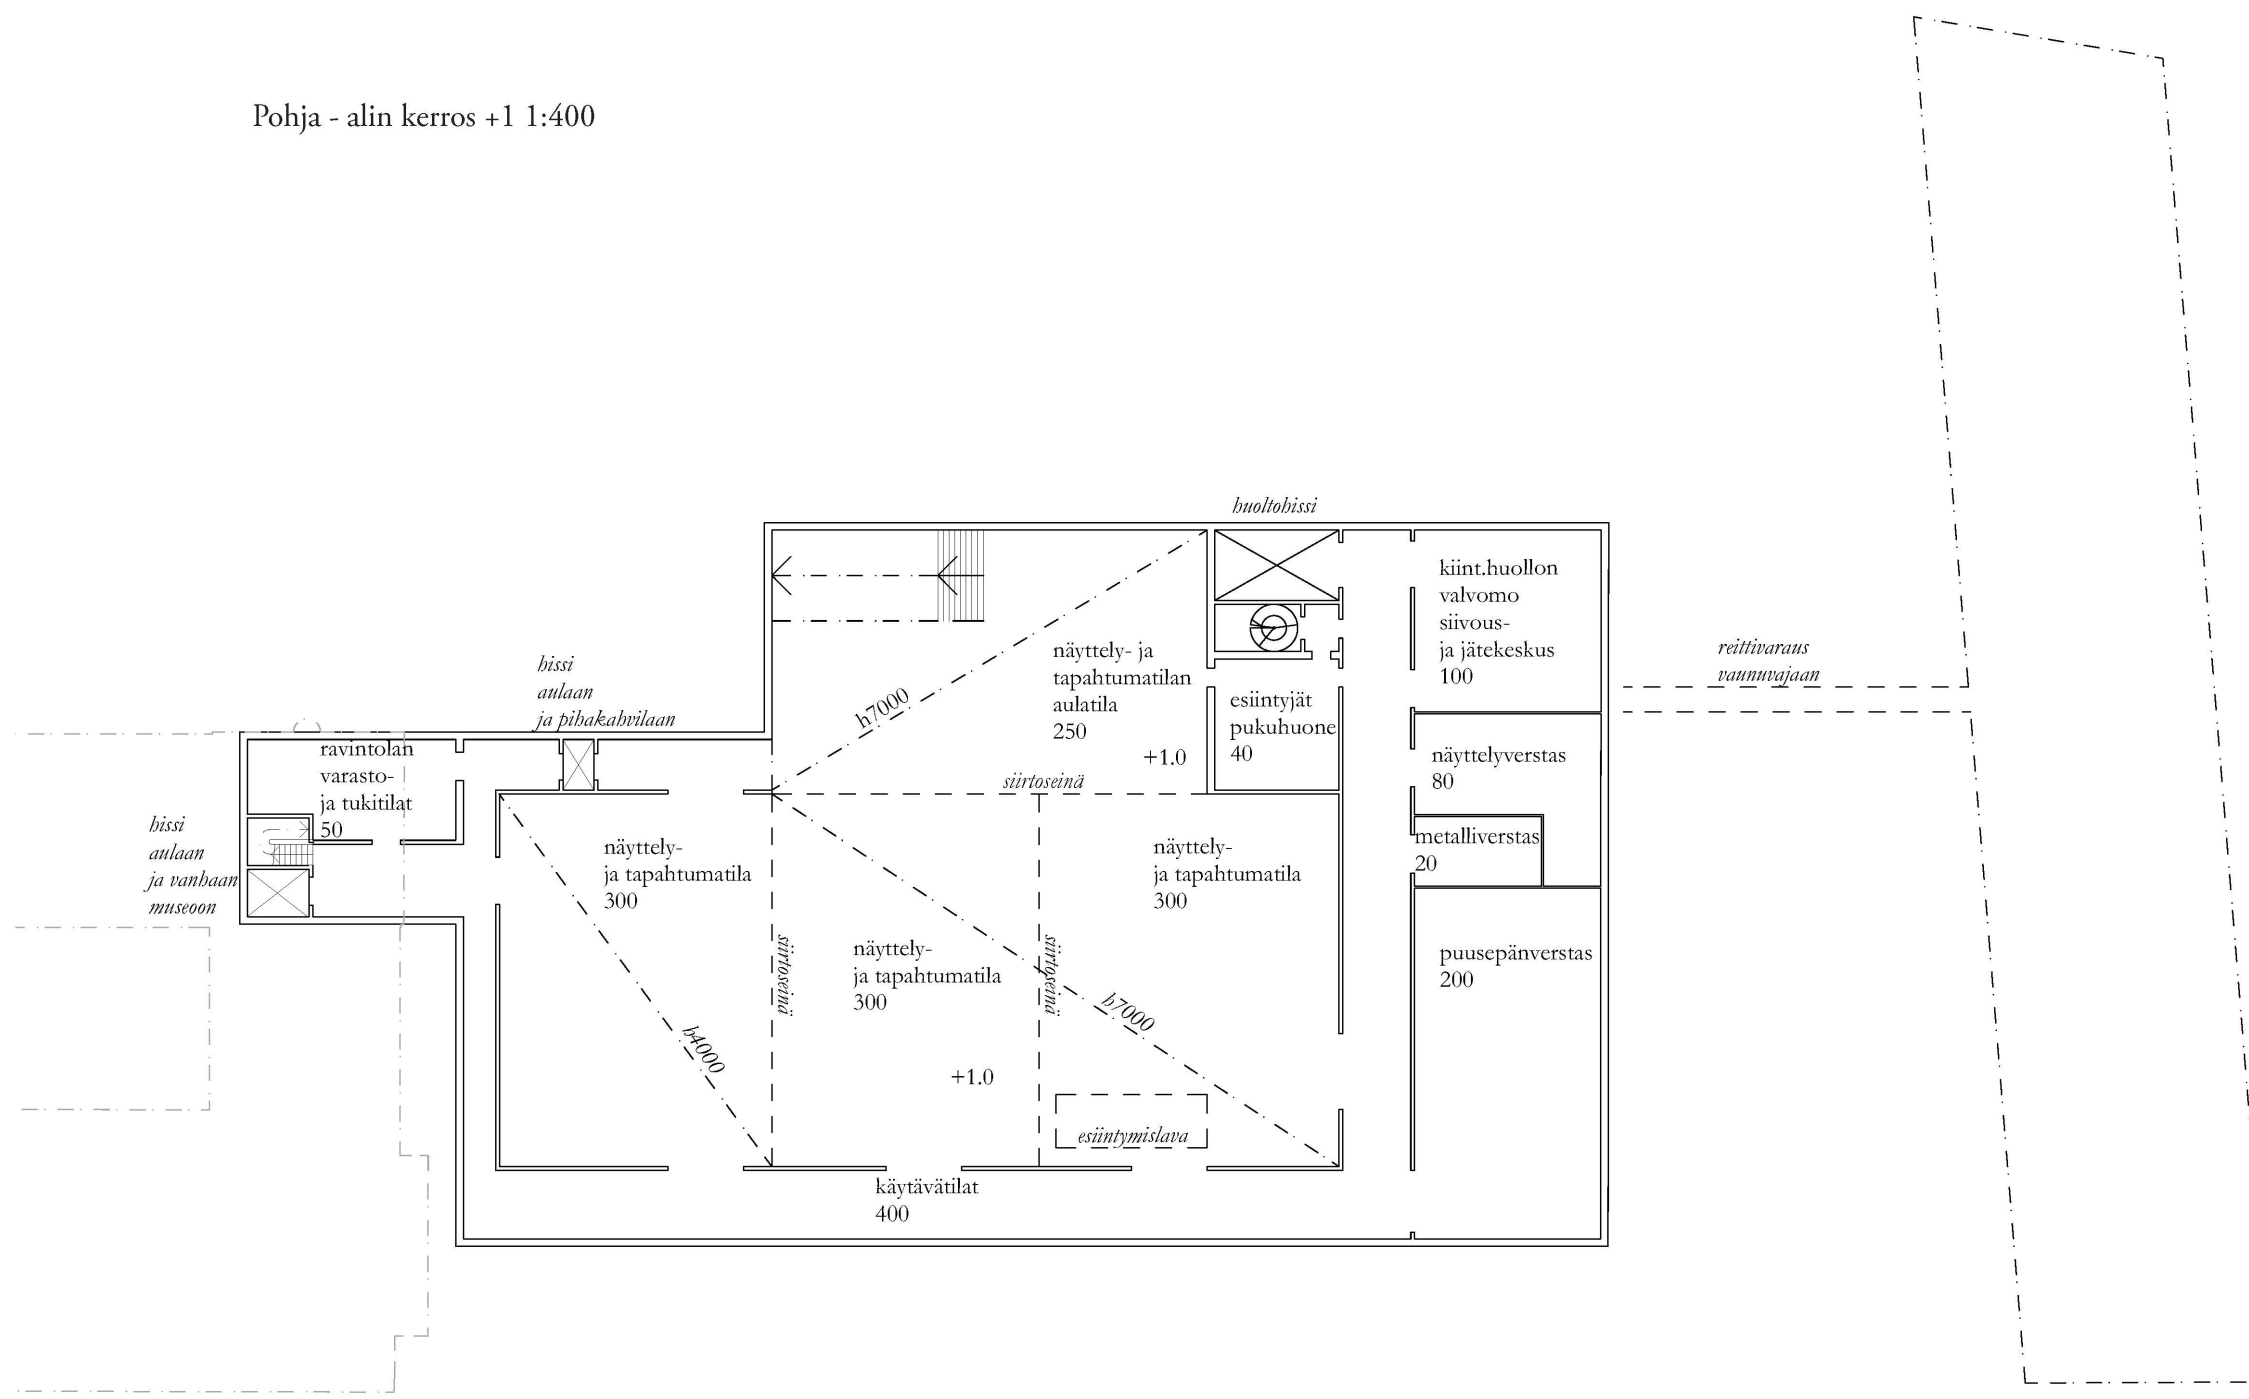 Pohja - alin kerros +1 1:400
huoltohissi
kiint.huollon
valvomo
siivous-
ja jätekeskus
100
reittivaraus
vaunuvajaan
näyttely- ja
tapahtumatilan
aulatila
250
+1.0
h7000
hissi
aulaan
ja pihakahvilaan
esiintyjät
pukuhuone
40
ravintolan
varasto-
ja tukitilat
50
näyttelyverstas
80
siirtoseinä
hissi
aulaan
ja vanhaan
museoon
metalliverstas
20
näyttely-
ja tapahtumatila
300
näyttely-
ja tapahtumatila
300
näyttely-
ja tapahtumatila
300
siirtoseinä
siirtoseinä
puusepänverstas
200
h4000
h7000
+1.0
esiintymislava
käytävätilat
400